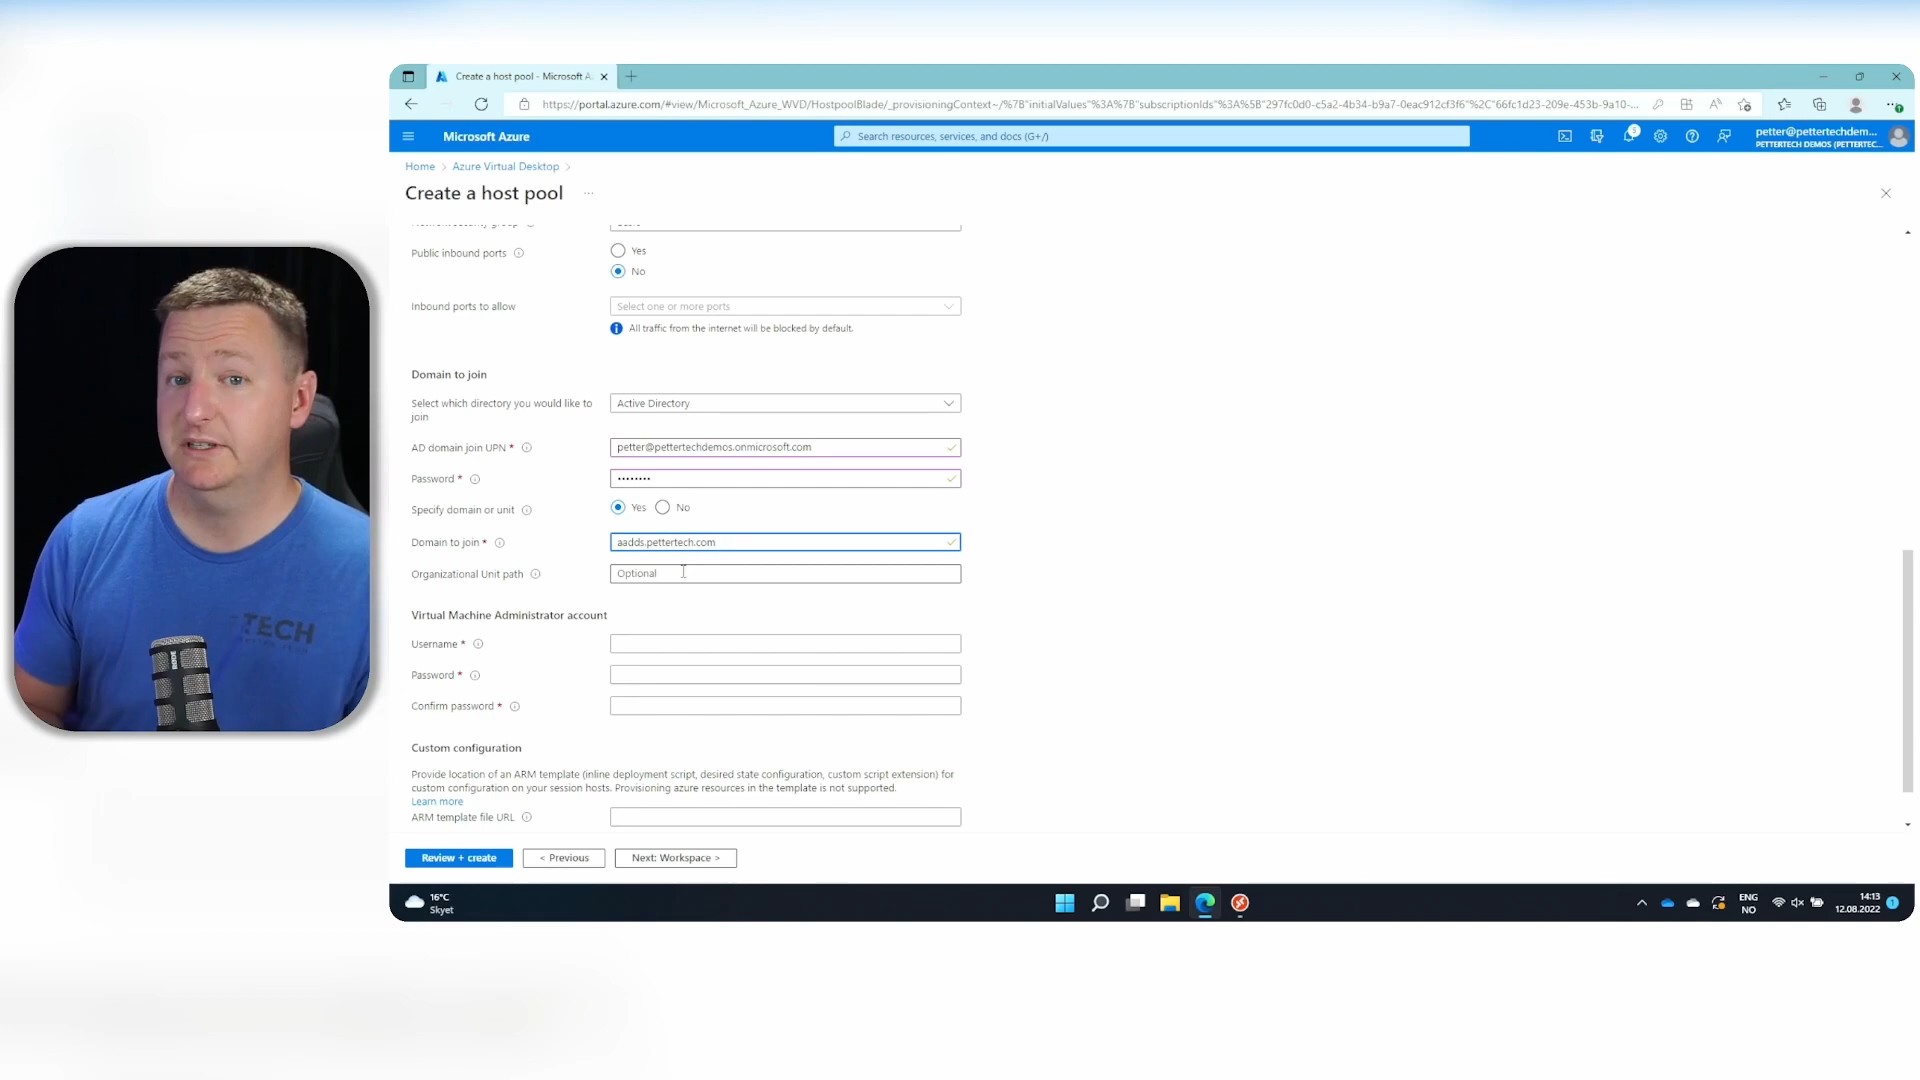 Create a host pool - Microsoft A
https://portal.azure.com/#view/Microsoft_Azure_WVD/HostpoolBlade/_provisioningContext~/%7B"initialValues"%3A%7B"subscriptionIds"%3A%5B"297fc0d0-c5a2-4b34-b9a7-0eac912cf3f6"%2C"66fc1d23-209e-453b-9a10-...
Microsoft Azure
Search resources, services, and docs (G+/)
5
petter@pettertechdem...
PETTERTECH DEMOS (PETTERTEC...
Home > Azure Virtual Desktop >
Create a host pool ...
Public inbound ports
Yes
No
Inbound ports to allow
Select one or more ports
All traffic from the internet will be blocked by default.
Domain to join
Select which directory you would like to join
Active Directory
AD domain join UPN *
petter@pettertechdemos.onmicrosoft.com
Password *
••••••••
Specify domain or unit
Yes No
Domain to join *
aadds.pettertech.com
Organizational Unit path
Optional
Virtual Machine Administrator account
Username *
Password *
Confirm password *
Custom configuration
Provide location of an ARM template (inline deployment script, desired state configuration, custom script extension) for
custom configuration on your session hosts. Provisioning azure resources in the template is not supported.
Learn more
ARM template file URL
Review + create
< Previous
Next: Workspace >
16°C
Skyet
ENG
NO
14:13
12.08.2022
1
TECH
RODE